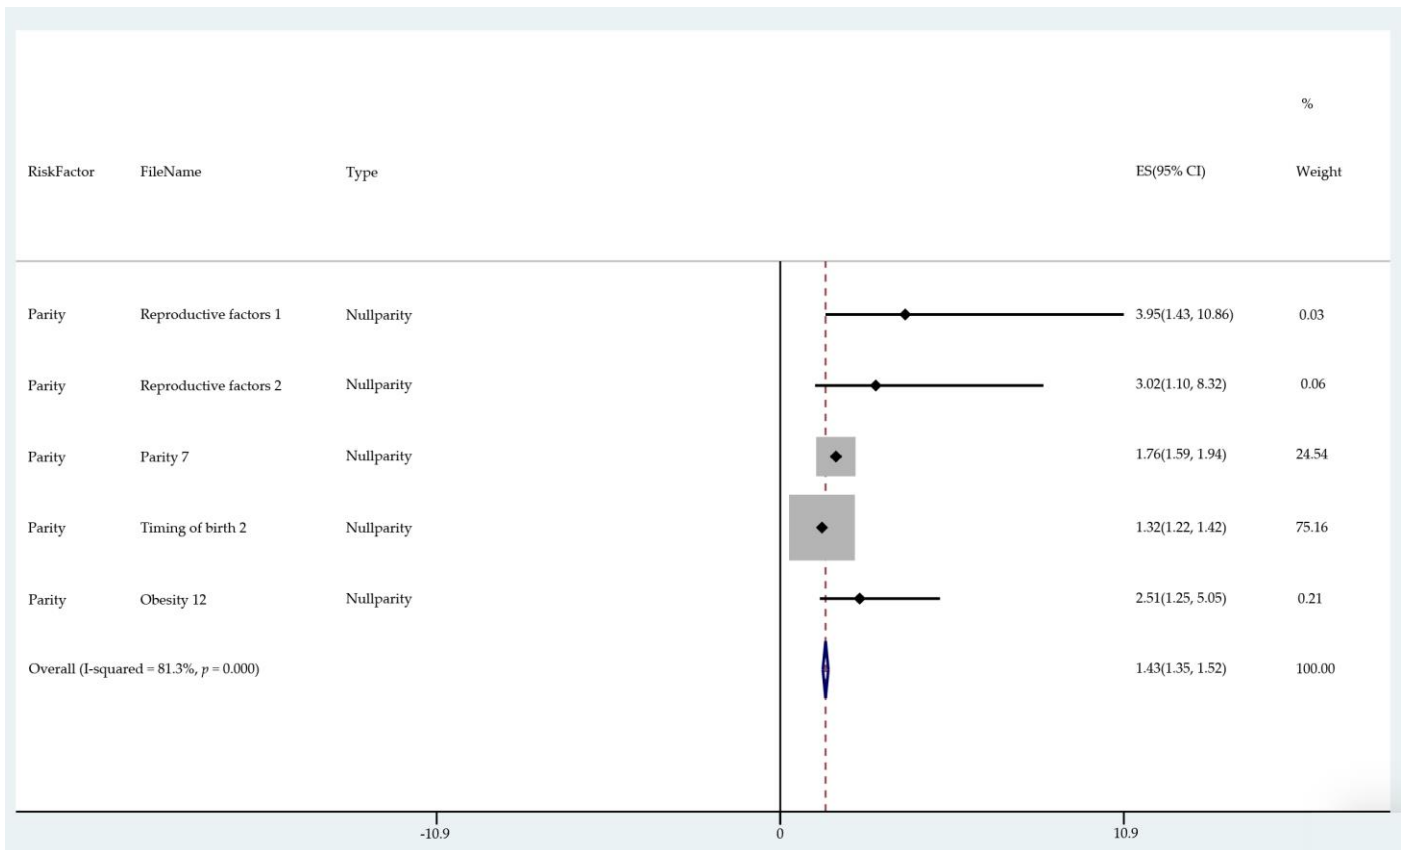 %
RiskFactor FileName Type ES(95% CI) Weight
Parity Reproductive factors 1 Nullparity 3.95(1.43, 10.86) 0.03
Parity Reproductive factors 2 Nullparity 3.02(1.10, 8.32) 0.06
Parity Parity 7 Nullparity 1.76(1.59, 1.94) 24.54
Parity Timing of birth 2 Nullparity 1.32(1.22, 1.42) 75.16
Parity Obesity 12 Nullparity 2.51(1.25, 5.05) 0.21
Overall (I-squared = 81.3%, p = 0.000) 1.43(1.35, 1.52) 100.00
-10.9 0 10.9